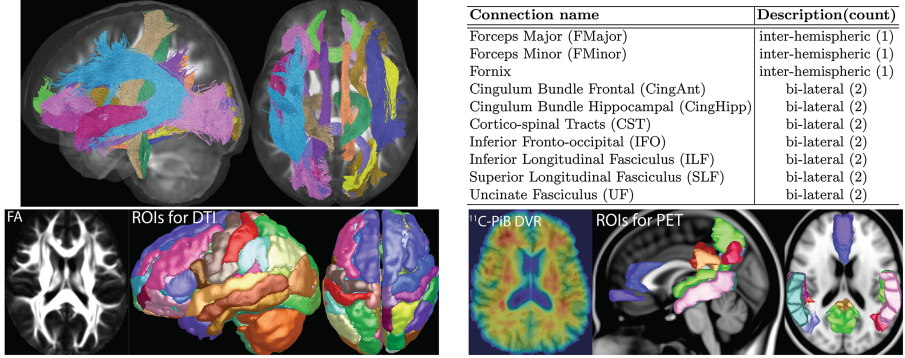 Connection name Description(count)
Forceps Major (FMajor) inter-hemispheric (1)
Forceps Minor (FMinor) inter-hemispheric (1)
Fornix inter-hemispheric (1)
Cingulum Bundle Frontal (CingAnt) bi-lateral (2)
Cingulum Bundle Hippocampal (CingHipp) bi-lateral (2)
Cortico-spinal Tracts (CST) bi-lateral (2)
Inferior Fronto-occipital (IFO) bi-lateral (2)
Inferior Longitudinal Fasciculus (ILF) bi-lateral (2)
Superior Longitudinal Fasciculus (SLF) bi-lateral (2)
Uncinate Fasciculus (UF) bi-lateral (2)
FA
ROIs for DTI
¹¹C-PiB DVR
ROIs for PET